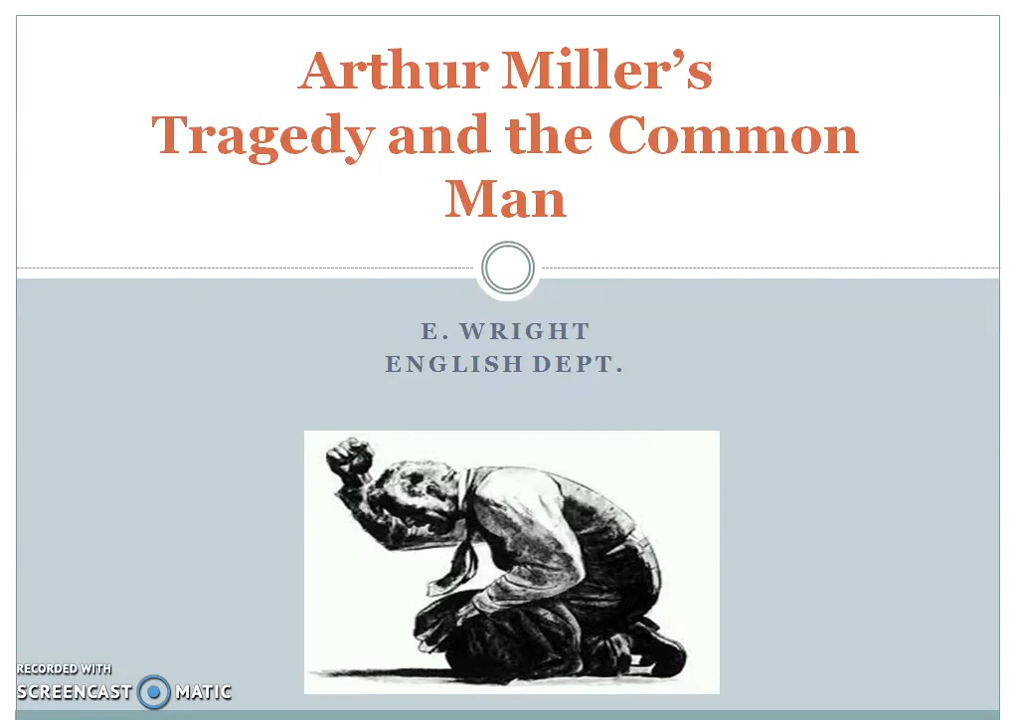 Arthur Miller’s
Tragedy and the Common
Man
E. WRIGHT
ENGLISH DEPT.
RECORDED WITH
SCREENCAST MATIC